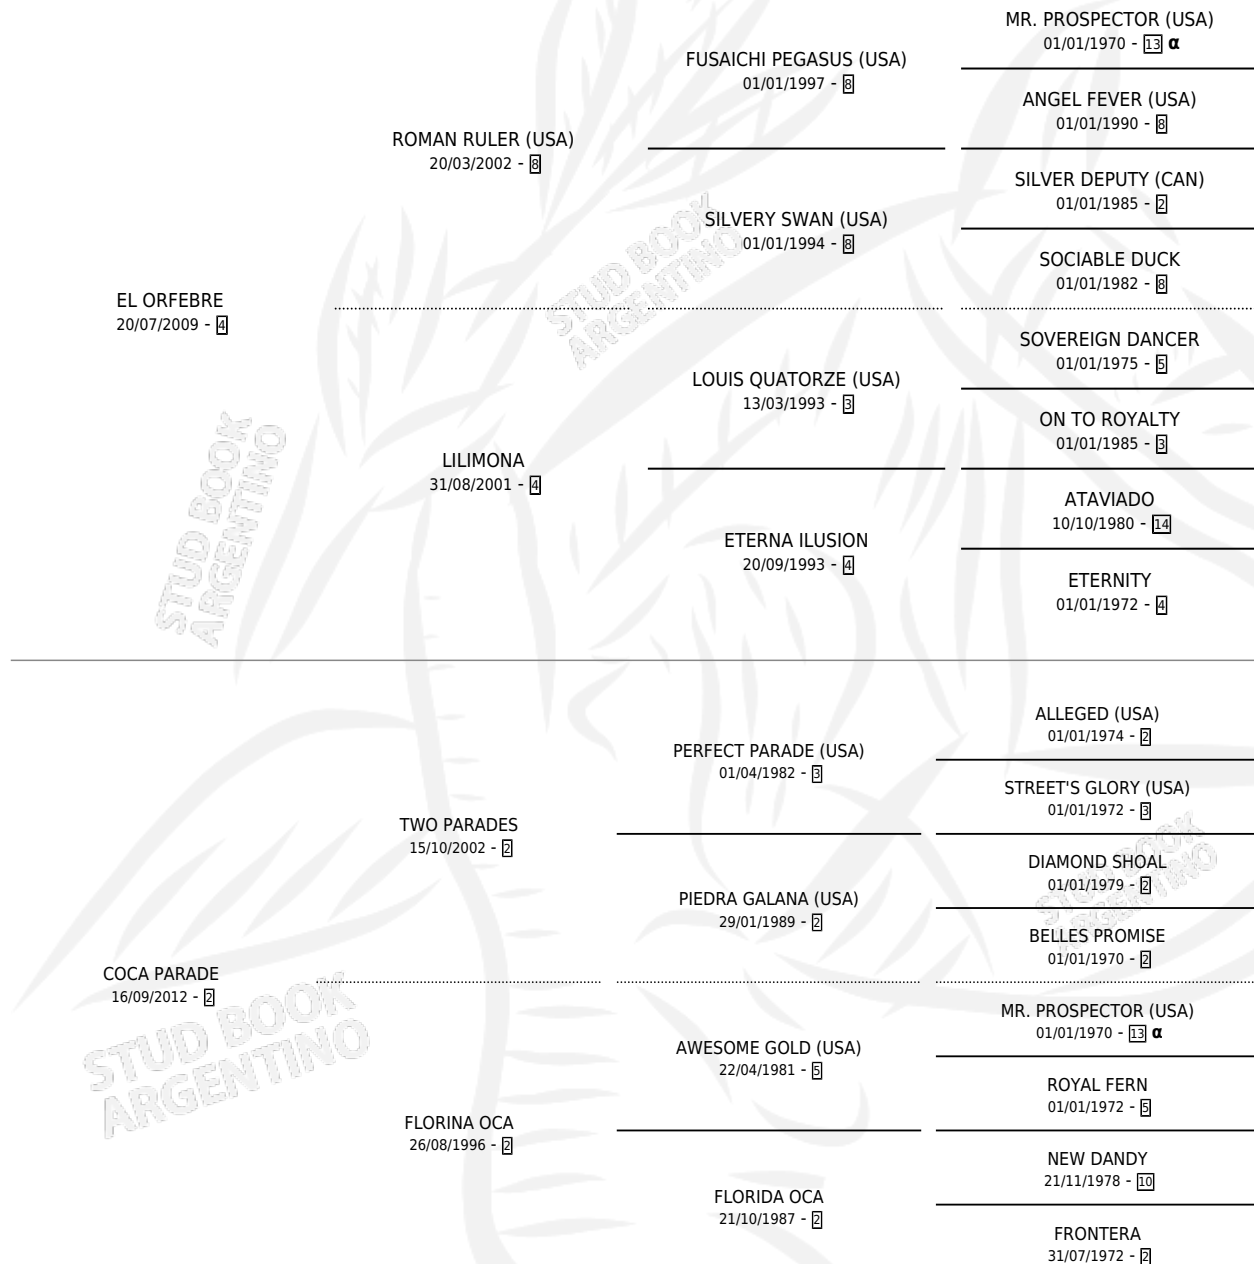 MR. PROSPECTOR (USA)
01/01/1970 - 13 α
FUSAICHI PEGASUS (USA)
01/01/1997 - 8
ANGEL FEVER (USA)
01/01/1990 - 8
ROMAN RULER (USA)
20/03/2002 - 8
SILVER DEPUTY (CAN)
01/01/1985 - 2
SILVERY SWAN (USA)
01/01/1994 - 8
SOCIABLE DUCK
01/01/1982 - 8
EL ORFEBRE
20/07/2009 - 4
SOVEREIGN DANCER
01/01/1975 - 5
LOUIS QUATORZE (USA)
13/03/1993 - 3
ON TO ROYALTY
01/01/1985 - 3
LILIMONA
31/08/2001 - 4
ATAVIADO
10/10/1980 - 14
ETERNA ILUSION
20/09/1993 - 4
ETERNITY
01/01/1972 - 4
ALLEGED (USA)
01/01/1974 - 2
PERFECT PARADE (USA)
01/04/1982 - 3
STREET'S GLORY (USA)
01/01/1972 - 3
TWO PARADES
15/10/2002 - 2
DIAMOND SHOAL
01/01/1979 - 2
PIEDRA GALANA (USA)
29/01/1989 - 2
BELLES PROMISE
01/01/1970 - 2
COCA PARADE
16/09/2012 - 2
MR. PROSPECTOR (USA)
01/01/1970 - 13 α
AWESOME GOLD (USA)
22/04/1981 - 5
ROYAL FERN
01/01/1972 - 5
FLORINA OCA
26/08/1996 - 2
NEW DANDY
21/11/1978 - 10
FLORIDA OCA
21/10/1987 - 2
FRONTERA
31/07/1972 - 2
STUD BOOK
ARGENTINO
STUD BOOK
ARGENTINO
STUD BOOK
ARGENTINO
STUD BOOK
ARGENTINO